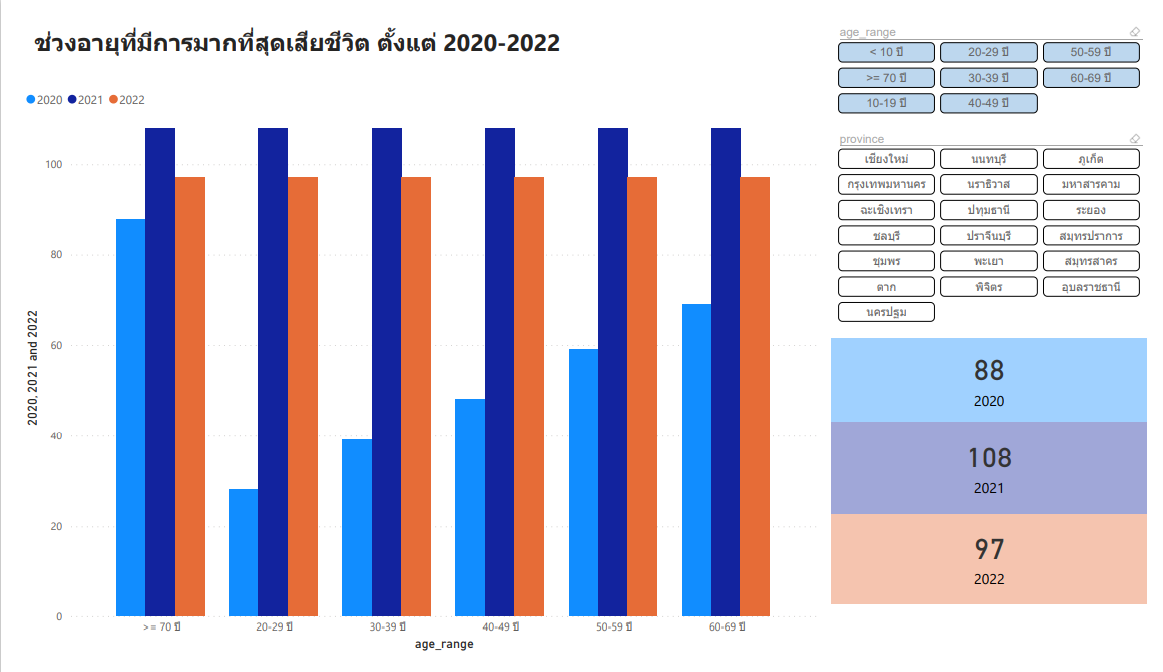 ช่วงอายุที่มีการมากที่สุดเสียชีวิต ตั้งแต่ 2020-2022
2020 2021 2022
100
80
60
40
20
0
2020, 2021 and 2022
>= 70 ปี 20-29 ปี 30-39 ปี 40-49 ปี 50-59 ปี 60-69 ปี
age_range
age_range
< 10 ปี 20-29 ปี 50-59 ปี
>= 70 ปี 30-39 ปี 60-69 ปี
10-19 ปี 40-49 ปี
province
เชียงใหม่ นนทบุรี ภูเก็ต
กรุงเทพมหานคร นราธิวาส มหาสารคาม
ฉะเชิงเทรา ปทุมธานี ระยอง
ชลบุรี ปราจีนบุรี สมุทรปราการ
ชุมพร พะเยา สมุทรสาคร
ตาก พิจิตร อุบลราชธานี
นครปฐม
88
2020
108
2021
97
2022